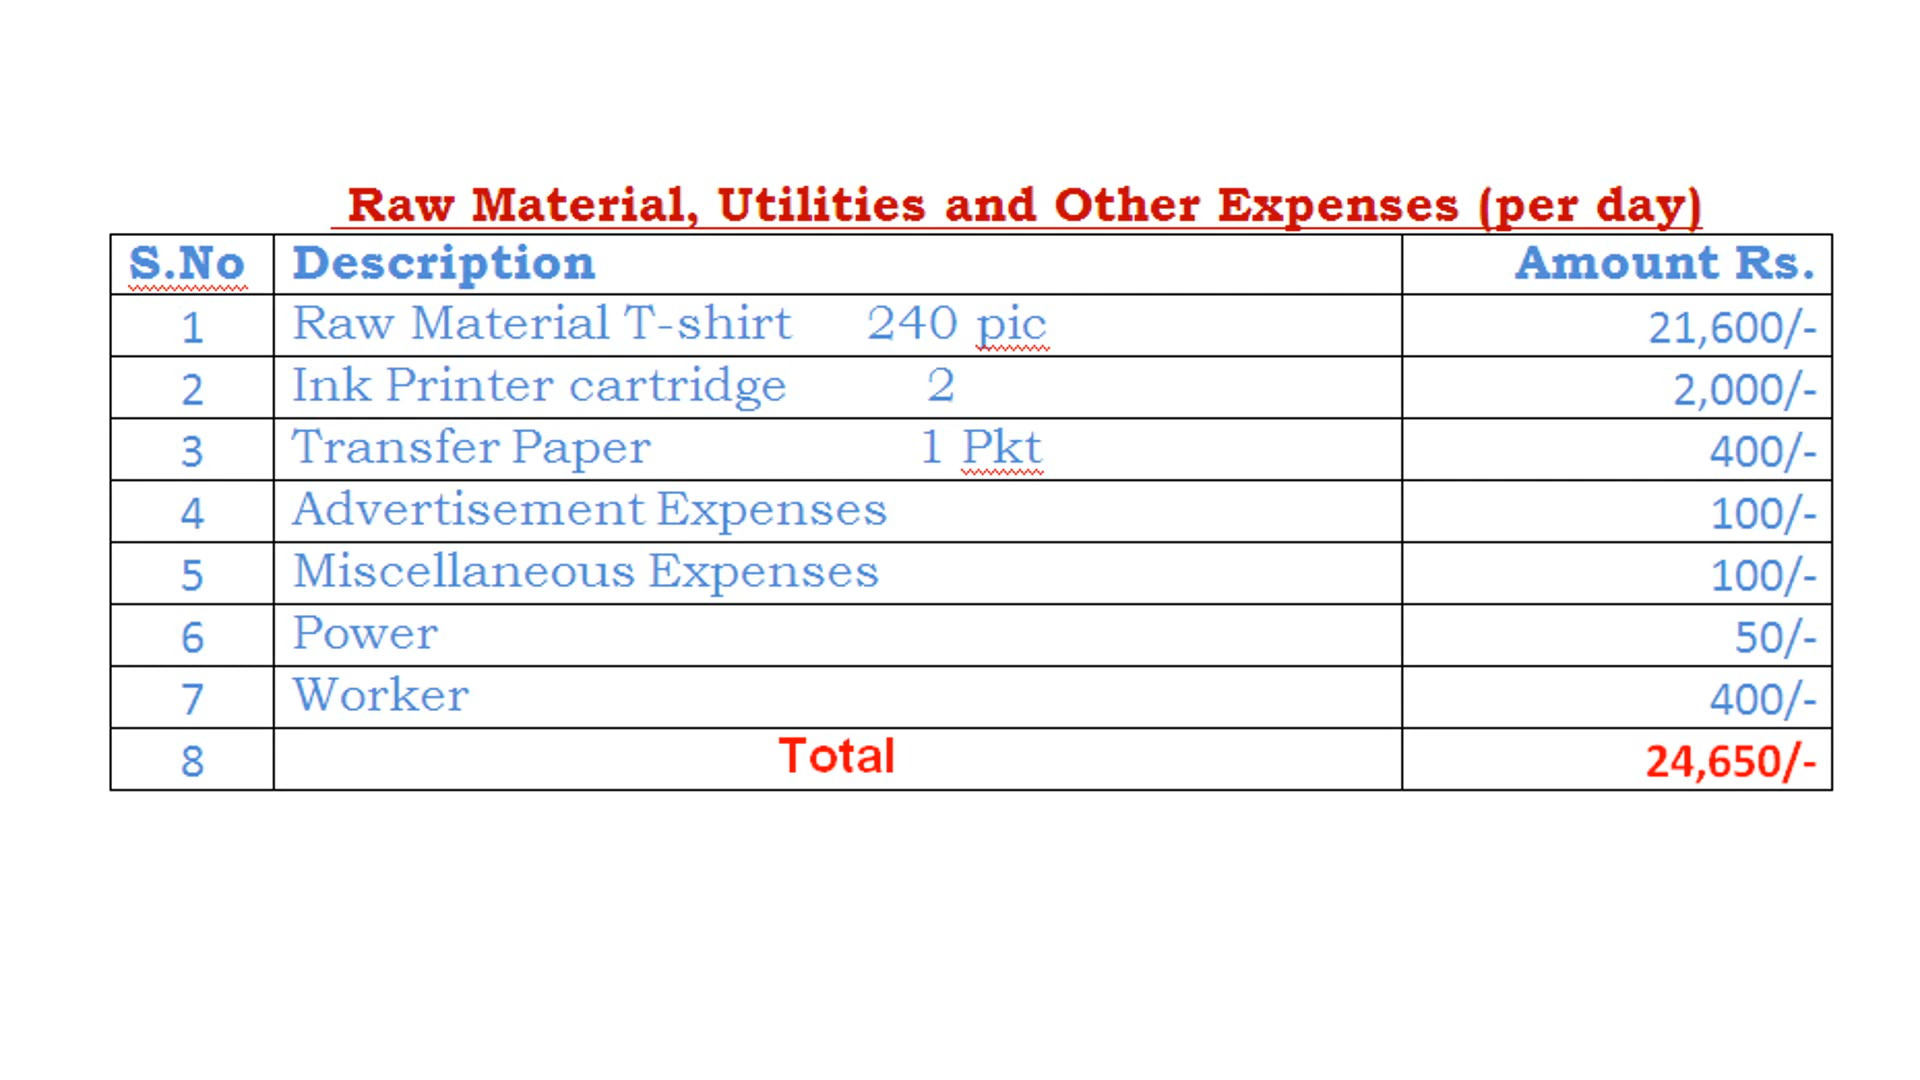 Raw Material, Utilities and Other Expenses (per day)
S.No Description Amount Rs.
1 Raw Material T-shirt 240 pic 21,600/-
2 Ink Printer cartridge 2 2,000/-
3 Transfer Paper 1 Pkt 400/-
4 Advertisement Expenses 100/-
5 Miscellaneous Expenses 100/-
6 Power 50/-
7 Worker 400/-
8 Total 24,650/-